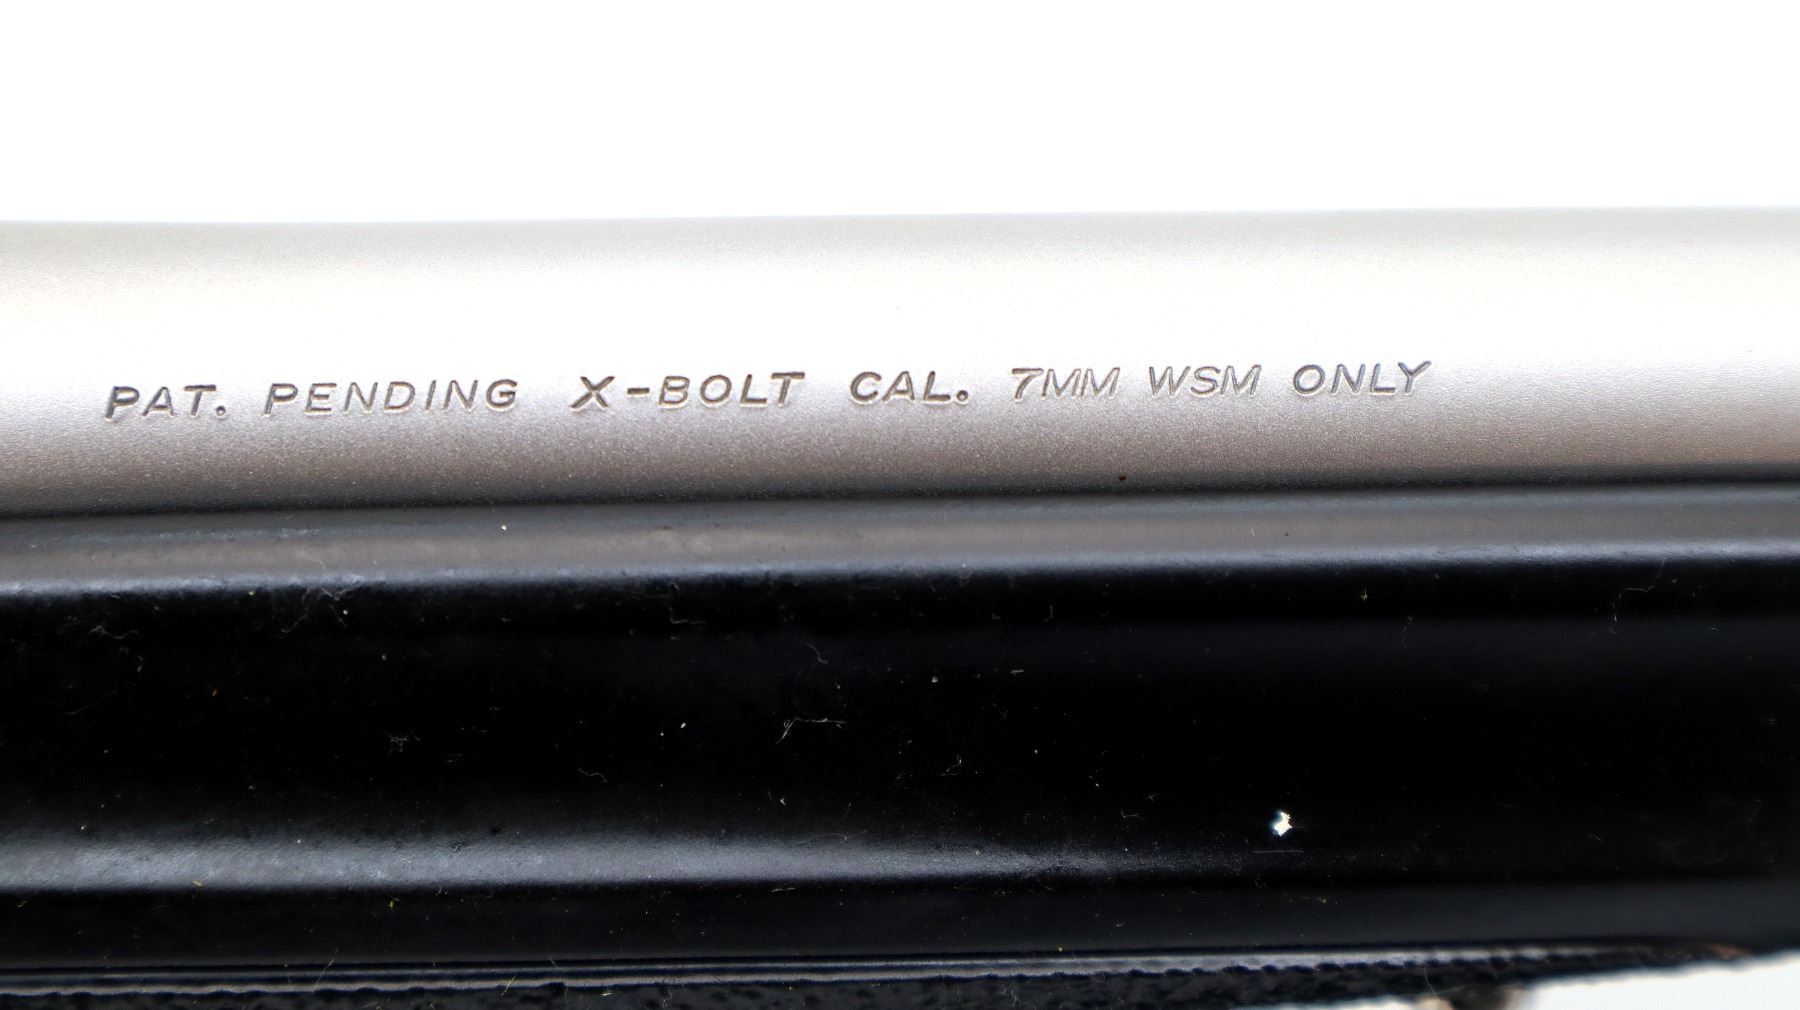 PAT. PENDING X-BOLT CAL. 7MM WSM ONLY